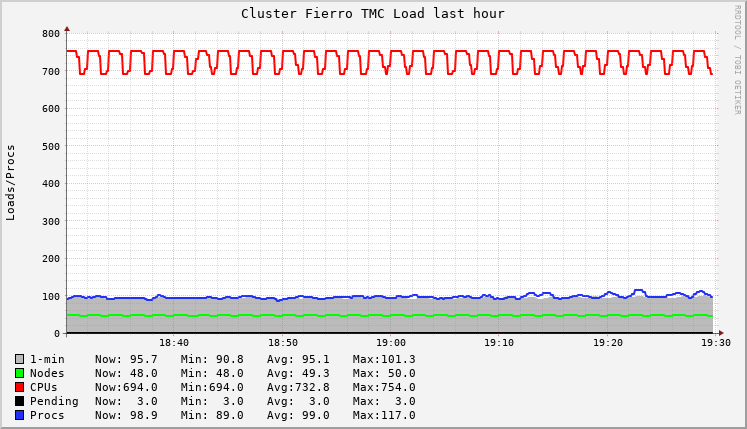 Cluster Fierro TMC Load last hour
RRDTOOL / TOBI OETIKER
Loads/Procs
800
700
600
500
400
300
200
100
0
18:40 18:50 19:00 19:10 19:20 19:30
1-min Now: 95.7 Min: 90.8 Avg: 95.1 Max:101.3
Nodes Now: 48.0 Min: 48.0 Avg: 49.3 Max: 50.0
CPUs Now:694.0 Min:694.0 Avg:732.8 Max:754.0
Pending Now: 3.0 Min: 3.0 Avg: 3.0 Max: 3.0
Procs Now: 98.9 Min: 89.0 Avg: 99.0 Max:117.0